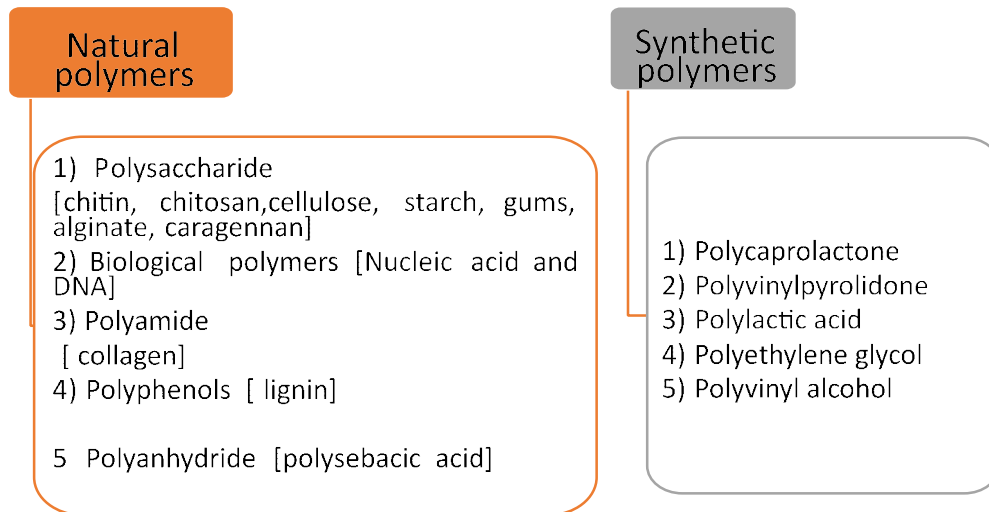 Natural
polymers
1) Polysaccharide
[chitin, chitosan,cellulose, starch, gums,
alginate, caragennan]
2) Biological polymers [Nucleic acid and
DNA]
3) Polyamide
[ collagen]
4) Polyphenols [ lignin]
5 Polyanhydride [polysebacic acid]
Synthetic
polymers
1) Polycaprolactone
2) Polyvinylpyrolidone
3) Polylactic acid
4) Polyethylene glycol
5) Polyvinyl alcohol